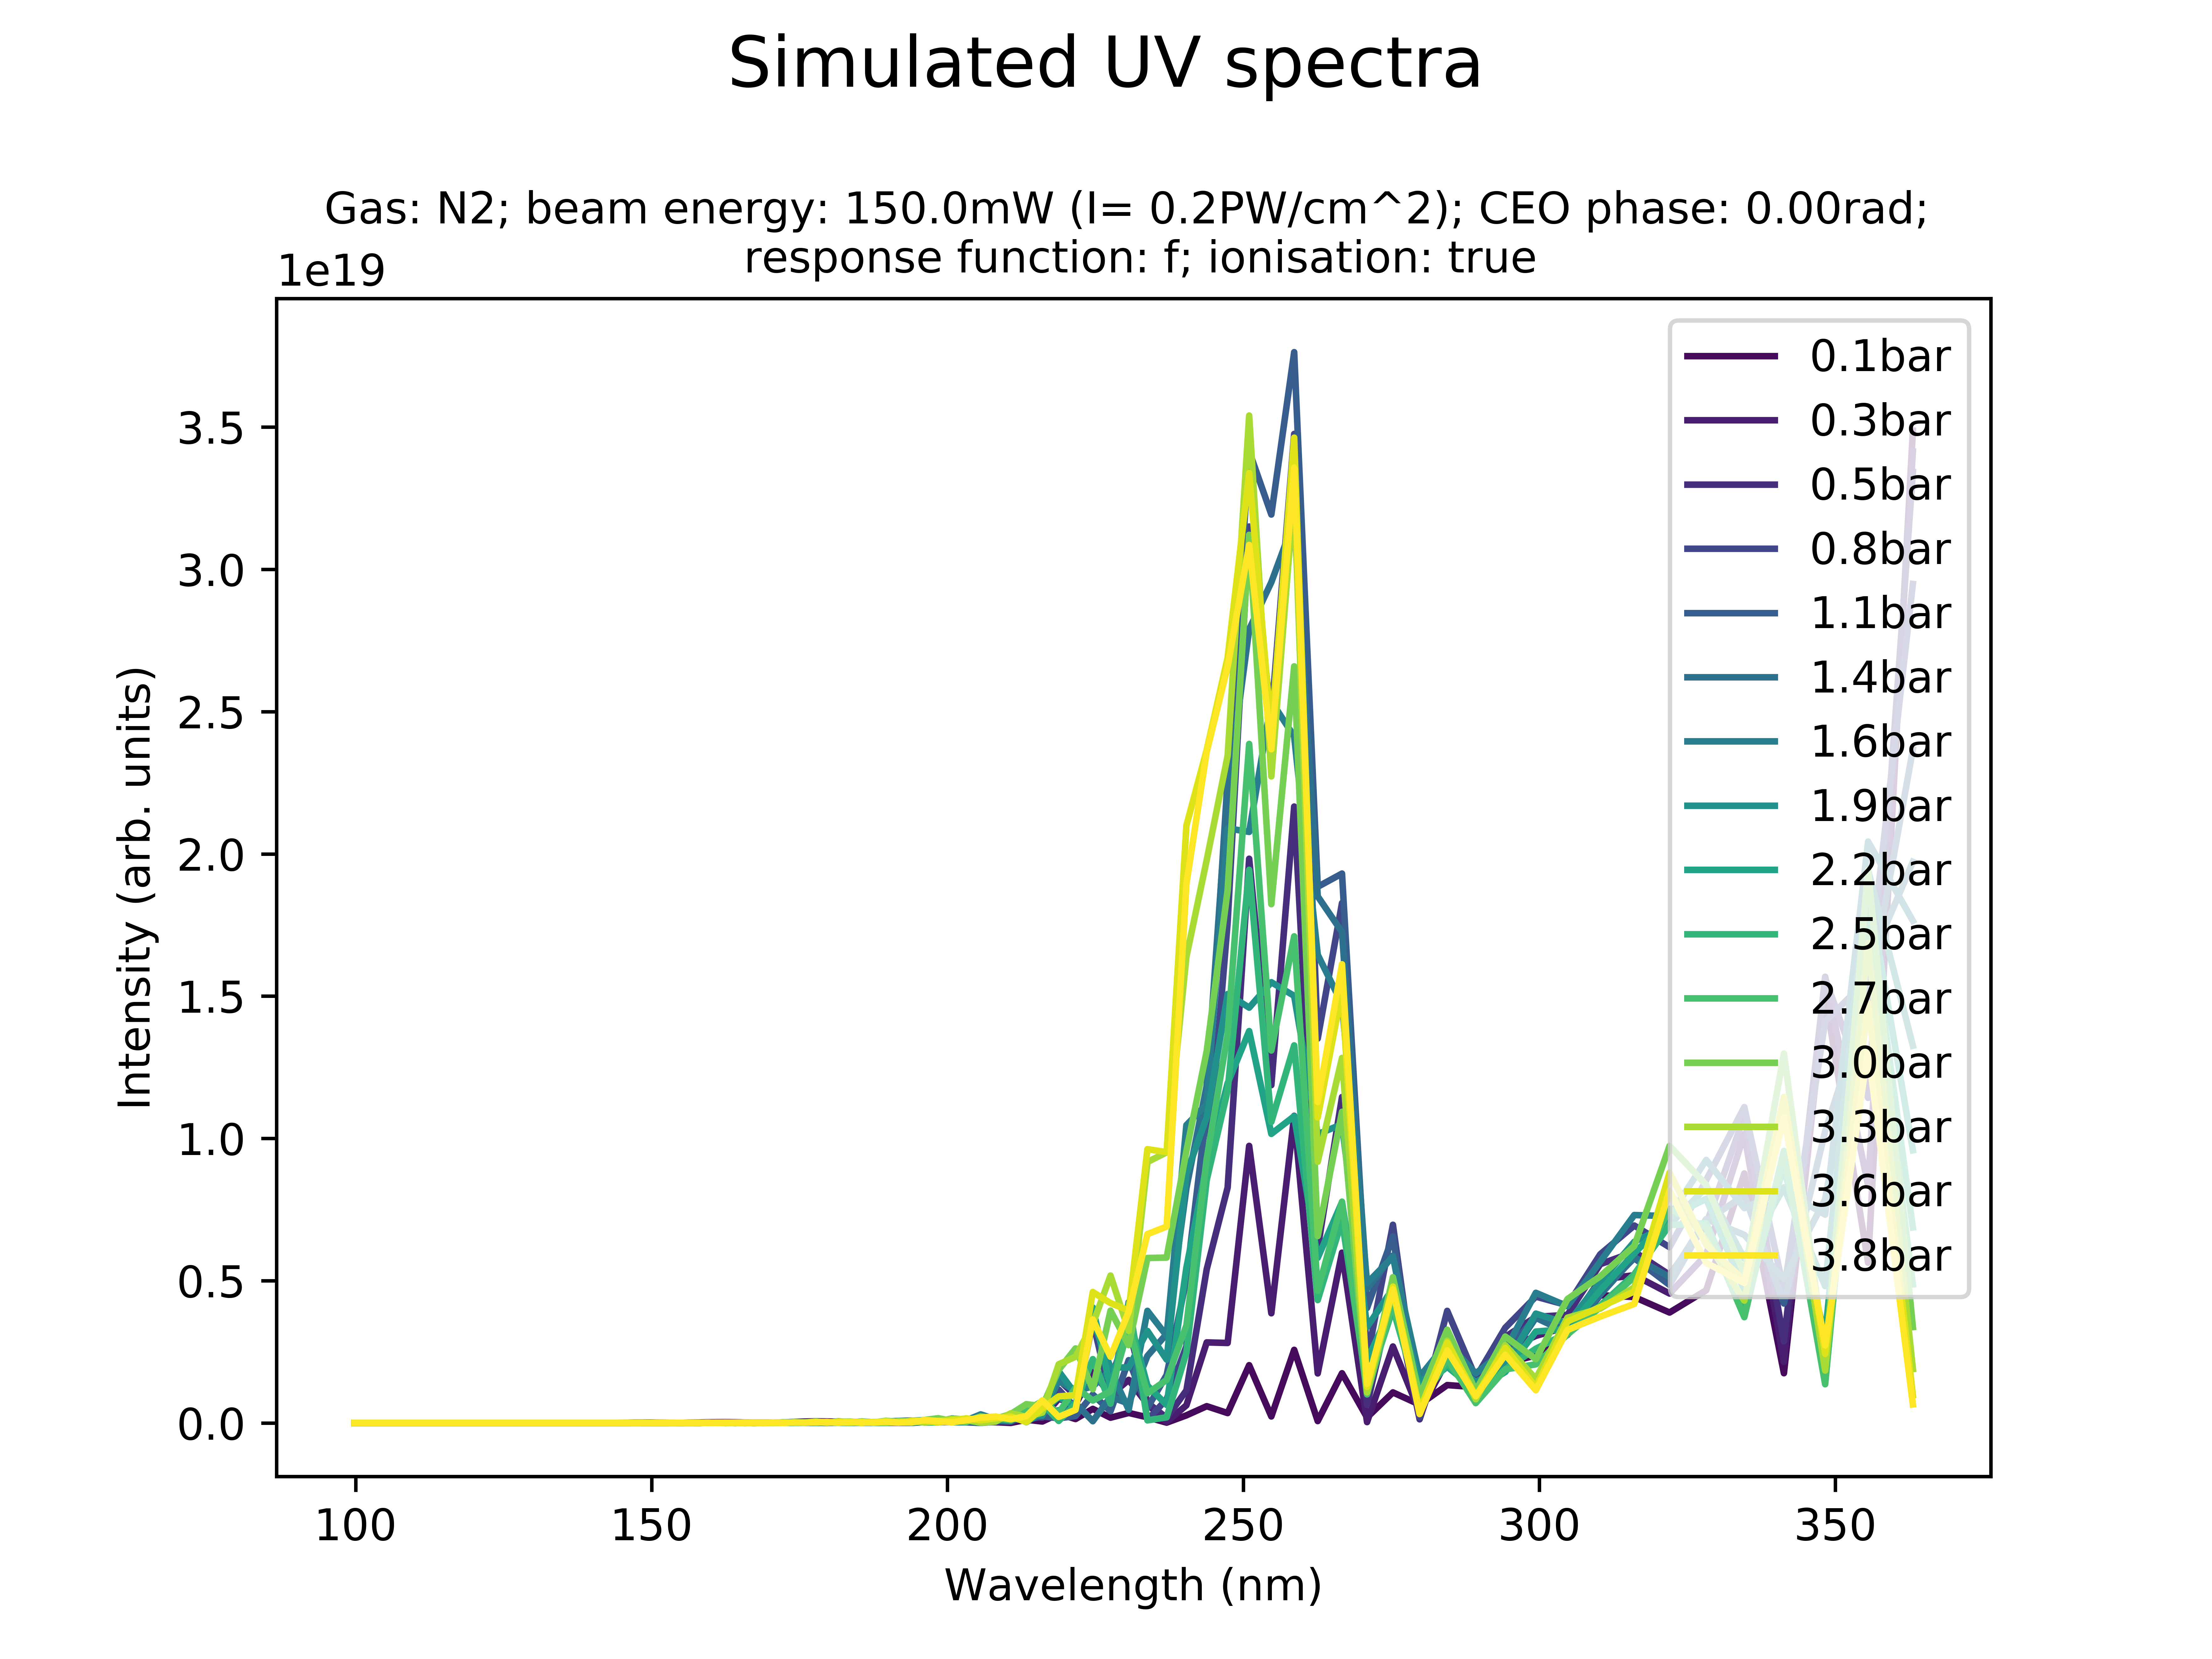 Simulated UV spectra
Gas: N2; beam energy: 150.0mW (I= 0.2PW/cm^2); CEO phase: 0.00rad;
response function: f; ionisation: true
1e19
3.5
3.0
2.5
2.0
1.5
1.0
0.5
0.0
Intensity (arb. units)
100
150
200
250
300
350
Wavelength (nm)
0.1bar
0.3bar
0.5bar
0.8bar
1.1bar
1.4bar
1.6bar
1.9bar
2.2bar
2.5bar
2.7bar
3.0bar
3.3bar
3.6bar
3.8bar